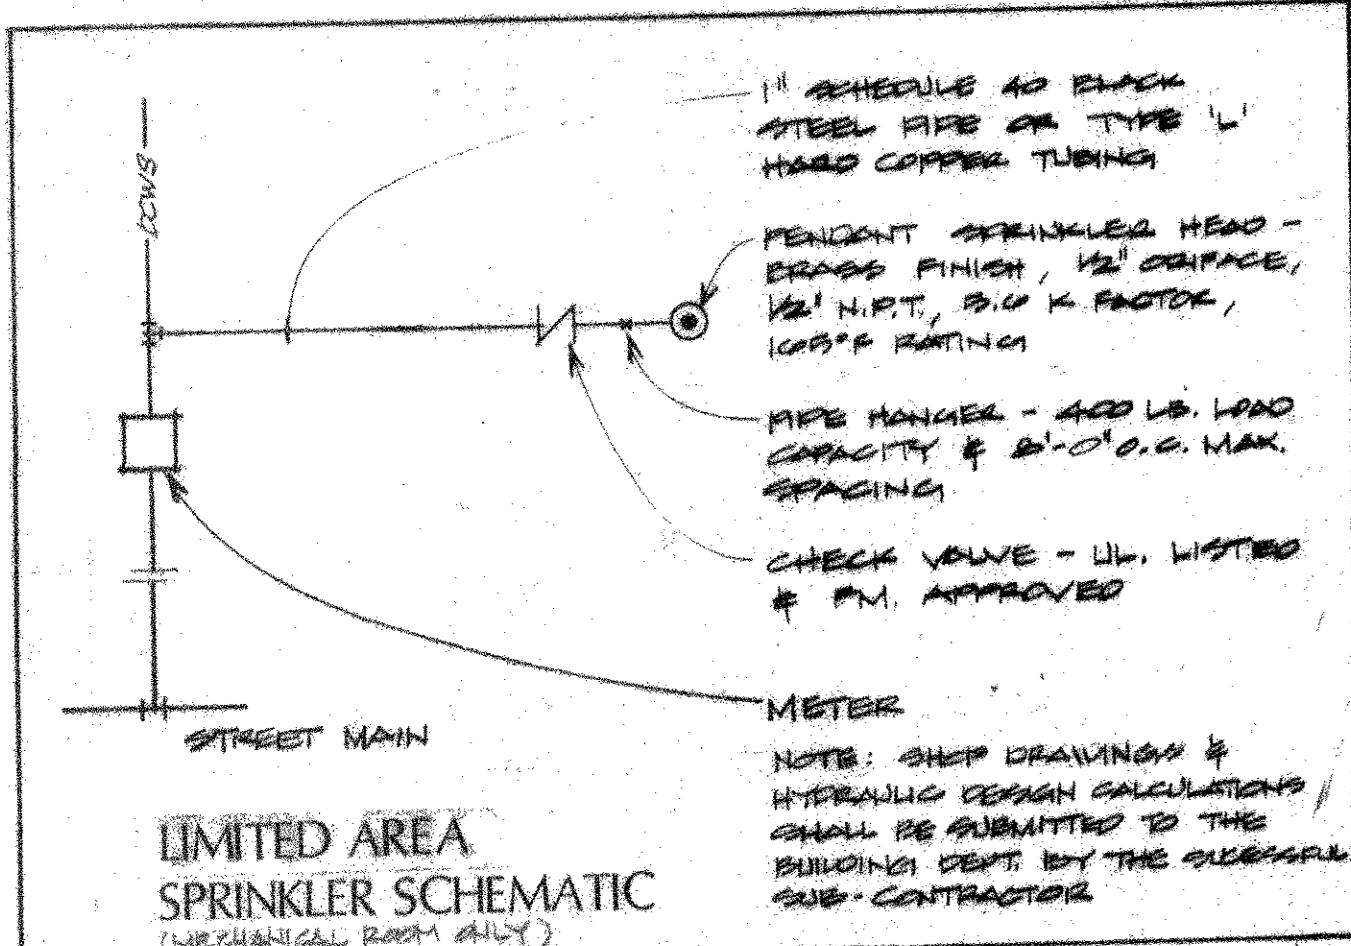 1" SCHEDULE 40 BLACK
STEEL PIPE OR TYPE 'L'
HARD COPPER TUBING
DCWS
PENDANT SPRINKLER HEAD -
BRASS FINISH, 1/2" ORIFACE,
1/2" N.P.T., 5.6 K FACTOR,
165°F RATING
PIPE HANGER - 400 LB. LOAD
CAPACITY & 8'-0" O.C. MAX.
SPACING
CHECK VALVE - UL. LISTED
& FM. APPROVED
METER
STREET MAIN
NOTE: SHOP DRAWINGS &
HYDRAULIC DESIGN CALCULATIONS
SHALL BE SUBMITTED TO THE
BUILDING DEPT. BY THE SUCESSFUL
SUB-CONTRACTOR
LIMITED AREA
SPRINKLER SCHEMATIC
(MECHANICAL ROOM ONLY)